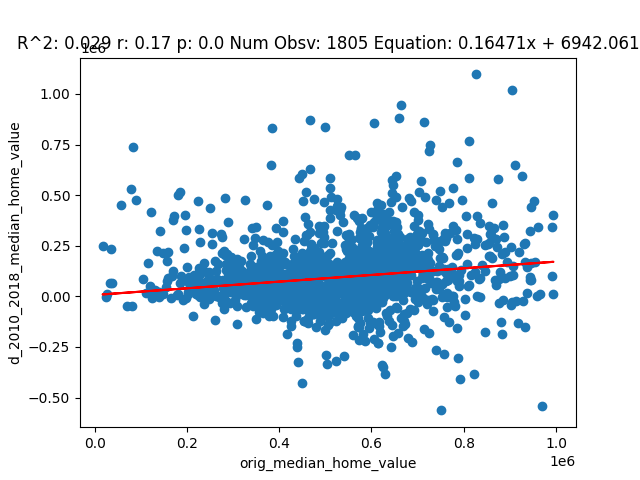 R^2: 0.029 r: 0.17 p: 0.0 Num Obsv: 1805 Equation: 0.16471x + 6942.061
1e6
1.00
0.75
0.50
0.25
0.00
−0.25
−0.50
d_2010_2018_median_home_value
0.0 0.2 0.4 0.6 0.8 1.0
1e6
orig_median_home_value